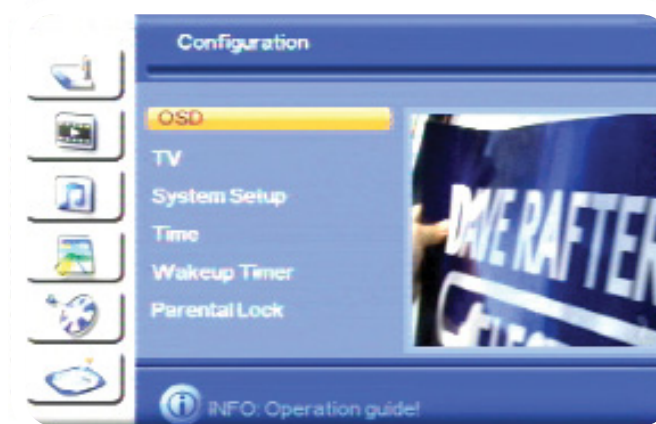 Configuration
OSD
TV
System Setup
Time
Wakeup Timer
Parental Lock
DAVE RAFTER
INFO: Operation guide!